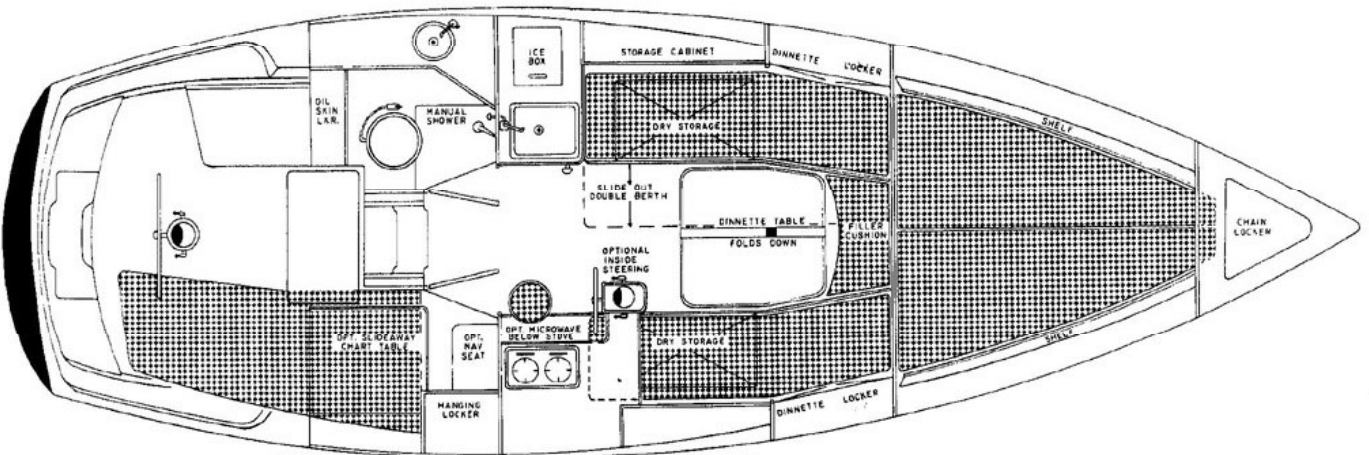 ICE
BOX
STORAGE CABINET
DINNETTE LOCKER
OIL
SKIN
LKR.
MANUAL
SHOWER
DRY STORAGE
SHELF
SLIDE OUT
DOUBLE BERTH
DINNETTE TABLE
FOLDS DOWN
FILLER
CUSHION
CHAIN
LOCKER
OPTIONAL
INSIDE
STEERING
OPT. SLIDEAWAY
CHART TABLE
OPT.
NAV
SEAT
OPT. MICROWAVE
BELOW STOVE
DRY STORAGE
SHELF
HANGING
LOCKER
DINNETTE LOCKER